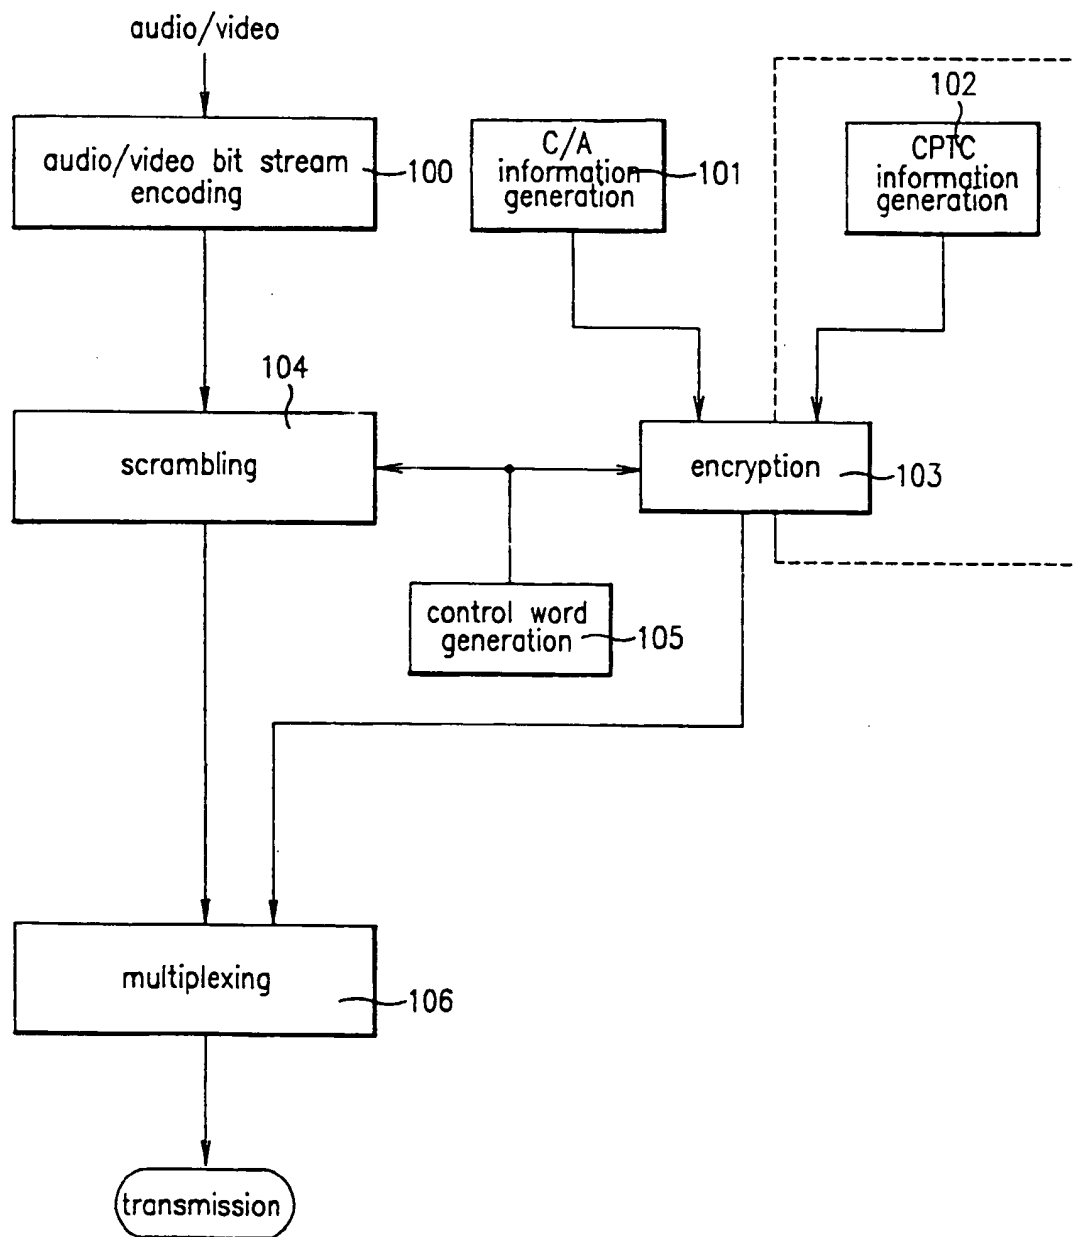 audio/video
audio/video bit stream
encoding
100
C/A
information
generation
101
102
CPTC
information
generation
104
scrambling
encryption
103
control word
generation
105
multiplexing
106
transmission